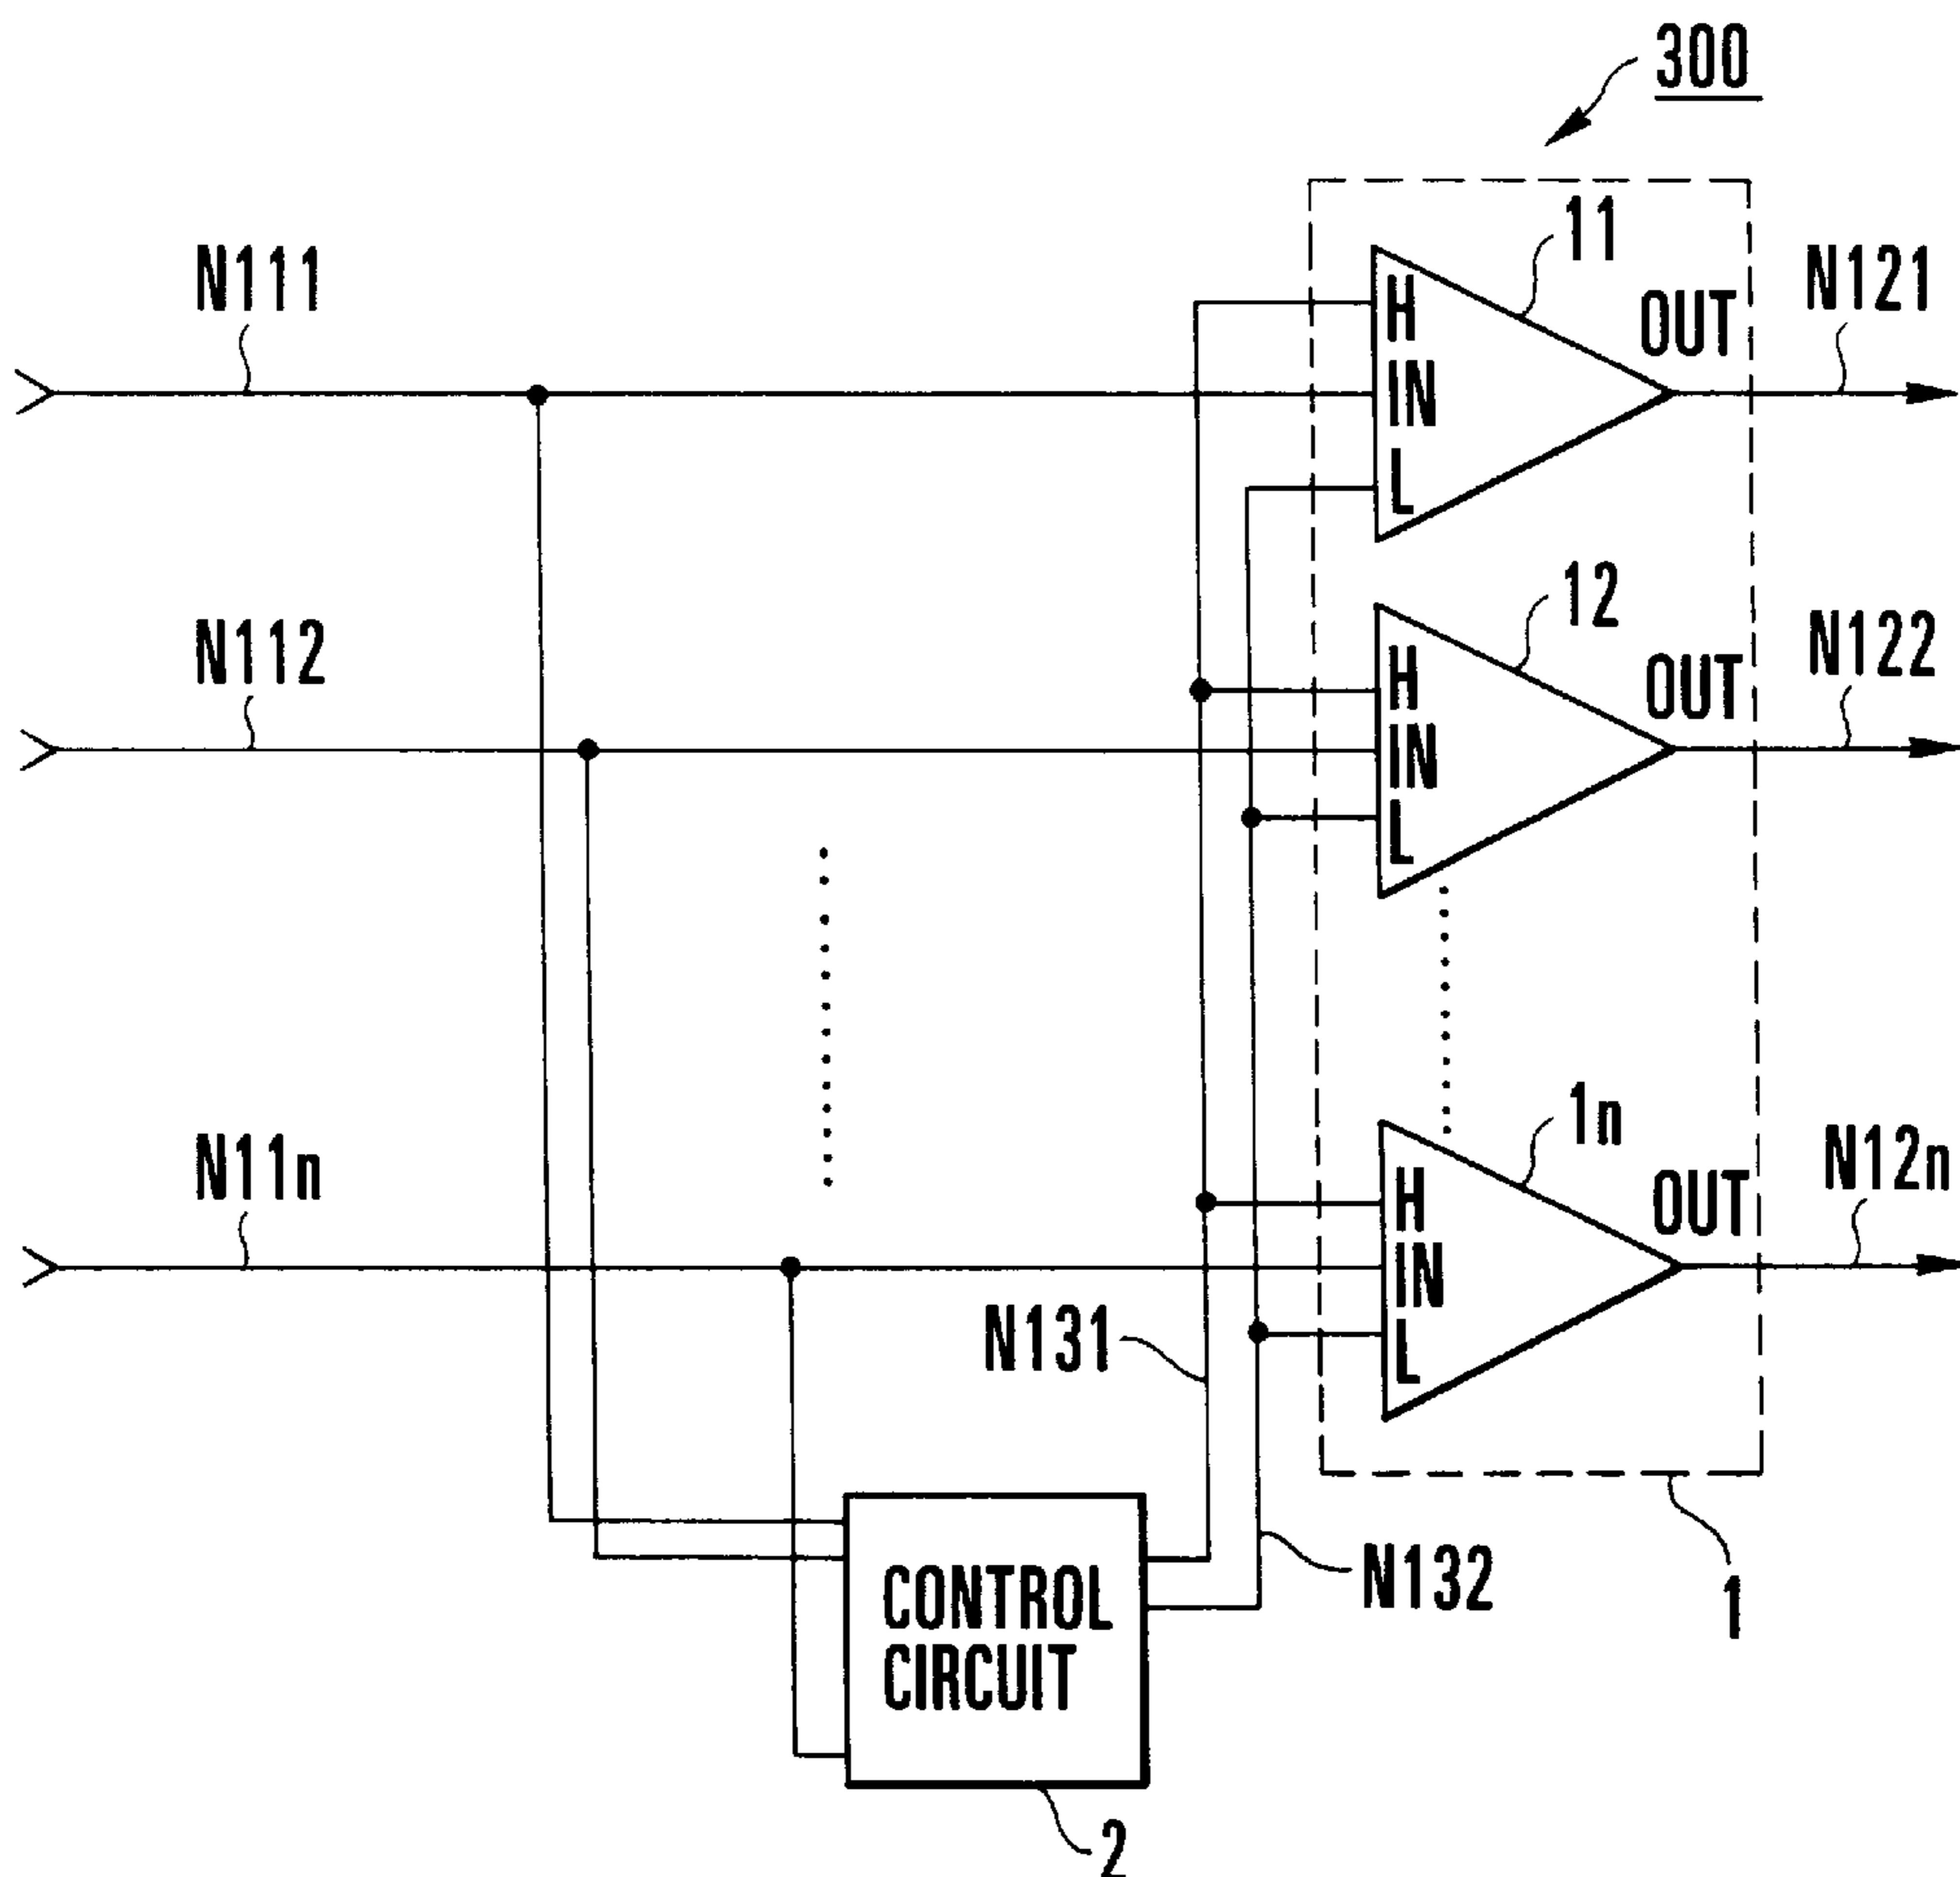 300
11
N111
H
IN
L
OUT
N121
12
N112
H
IN
L
OUT
N122
1n
N11n
H
IN
L
OUT
N12n
N131
N132
CONTROL
CIRCUIT
1
2